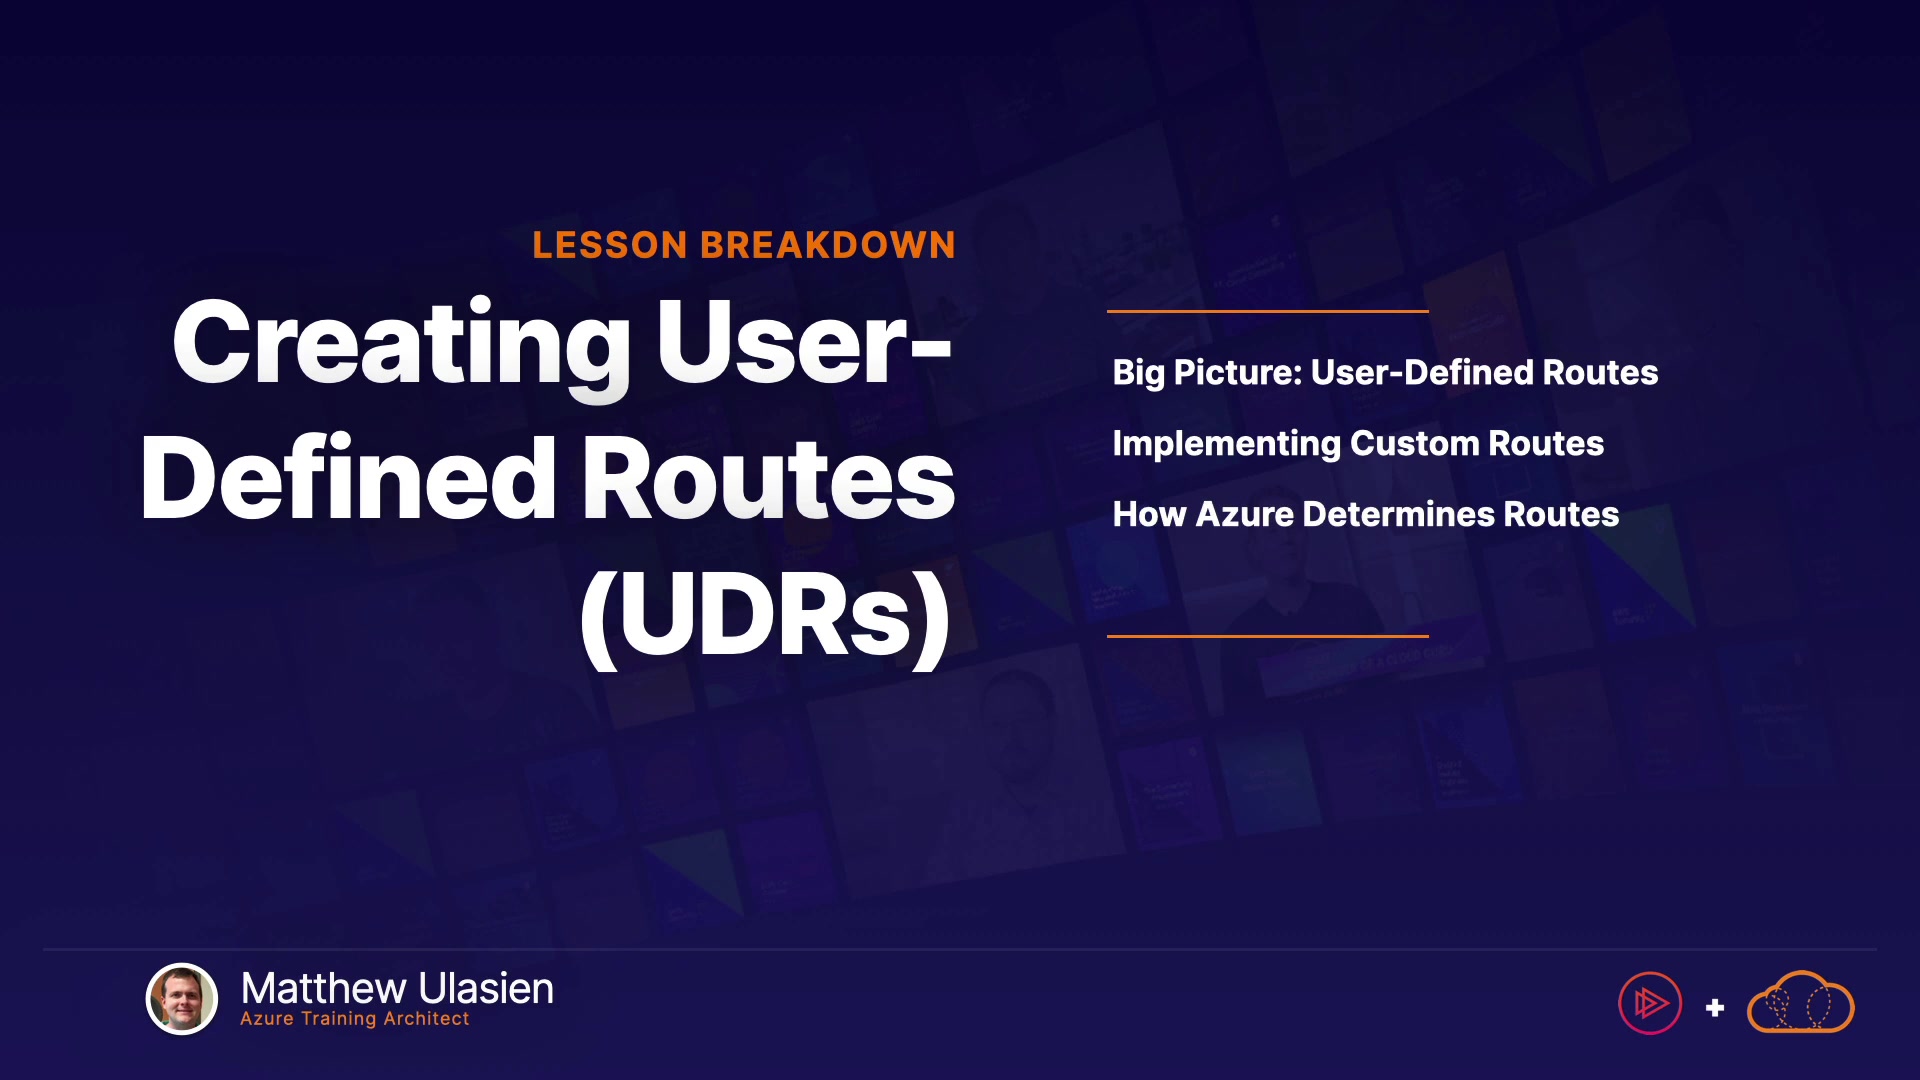 LESSON BREAKDOWN
Creating User-
Defined Routes
(UDRs)
Big Picture: User-Defined Routes
Implementing Custom Routes
How Azure Determines Routes
Matthew Ulasien
Azure Training Architect
+